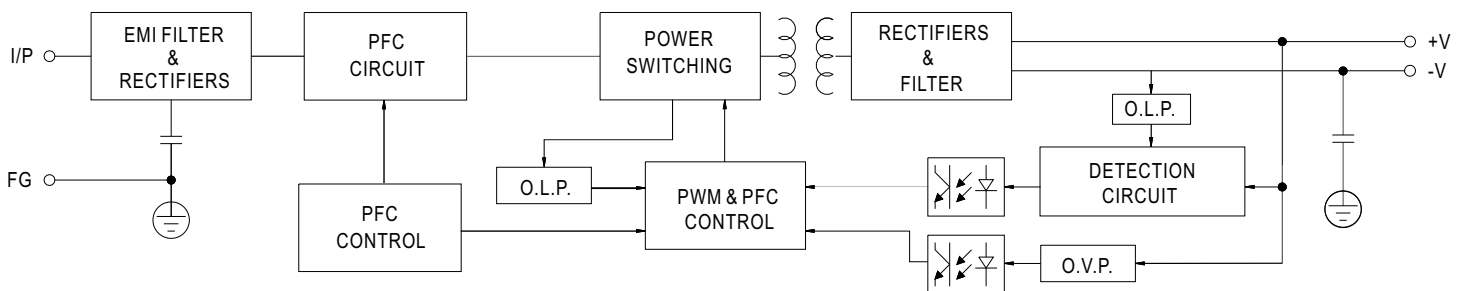 I/P
EMI FILTER
&
RECTIFIERS
PFC
CIRCUIT
POWER
SWITCHING
RECTIFIERS
&
FILTER
+V
-V
O.L.P.
FG
O.L.P.
DETECTION
CIRCUIT
PFC
CONTROL
PWM & PFC
CONTROL
O.V.P.